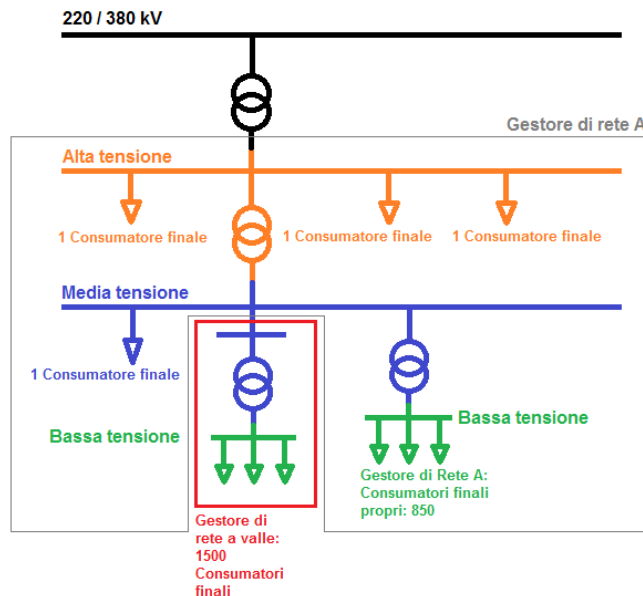 220 / 380 kV
Gestore di rete A
Alta tensione
1 Consumatore finale
1 Consumatore finale
1 Consumatore finale
Media tensione
1 Consumatore finale
Bassa tensione
Bassa tensione
Gestore di Rete A:
Consumatori finali
propri: 850
Gestore di
rete a valle:
1500
Consumatori
finali